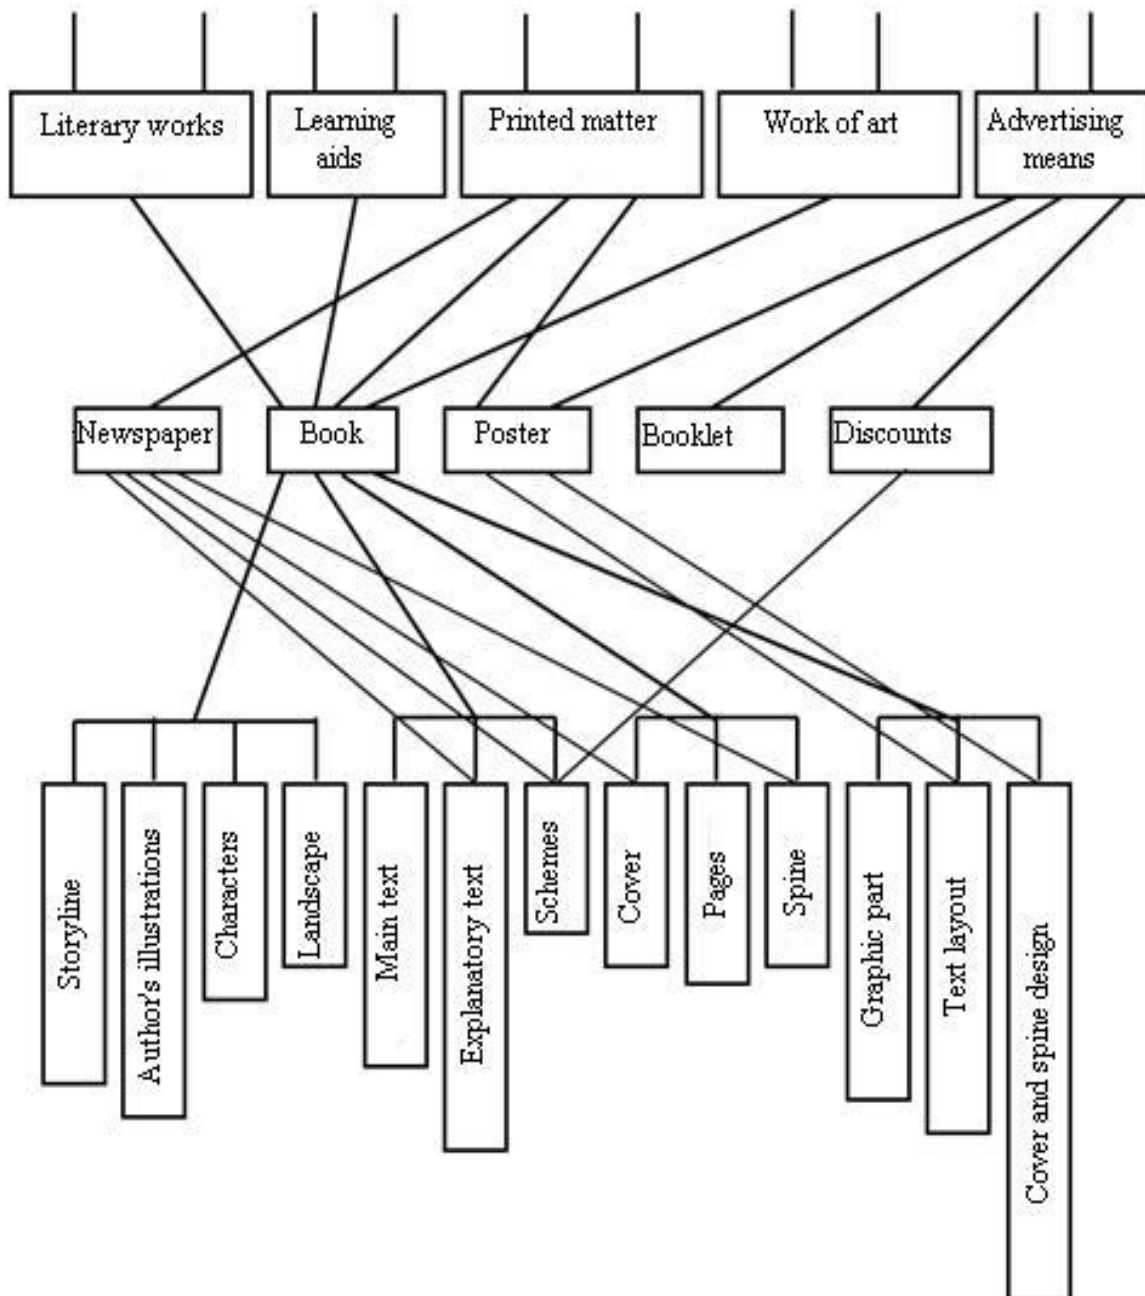 Literary works
Learning
aids
Printed matter
Work of art
Advertising
means
Newspaper
Book
Poster
Booklet
Discounts
Storyline
Author's illustrations
Characters
Landscape
Main text
Explanatory text
Schemes
Cover
Pages
Spine
Graphic part
Text layout
Cover and spine design